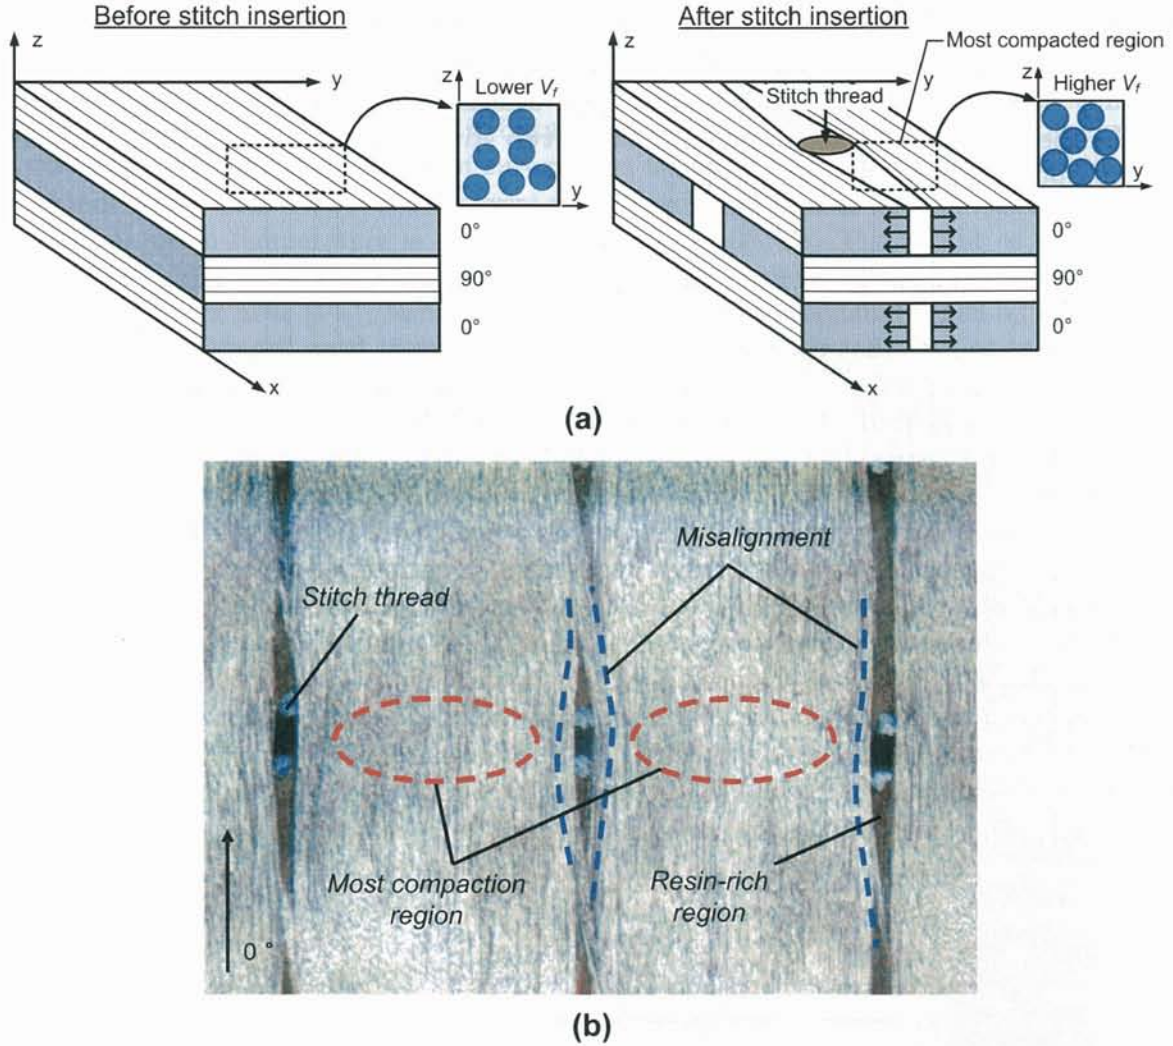 Before stitch insertion
After stitch insertion
z
y
z
Lower Vf
y
0°
90°
0°
x
z
y
Stitch thread
Most compacted region
z
Higher Vf
y
0°
90°
0°
x
(a)
Misalignment
Stitch thread
Most compaction
region
Resin-rich
region
0 °
(b)